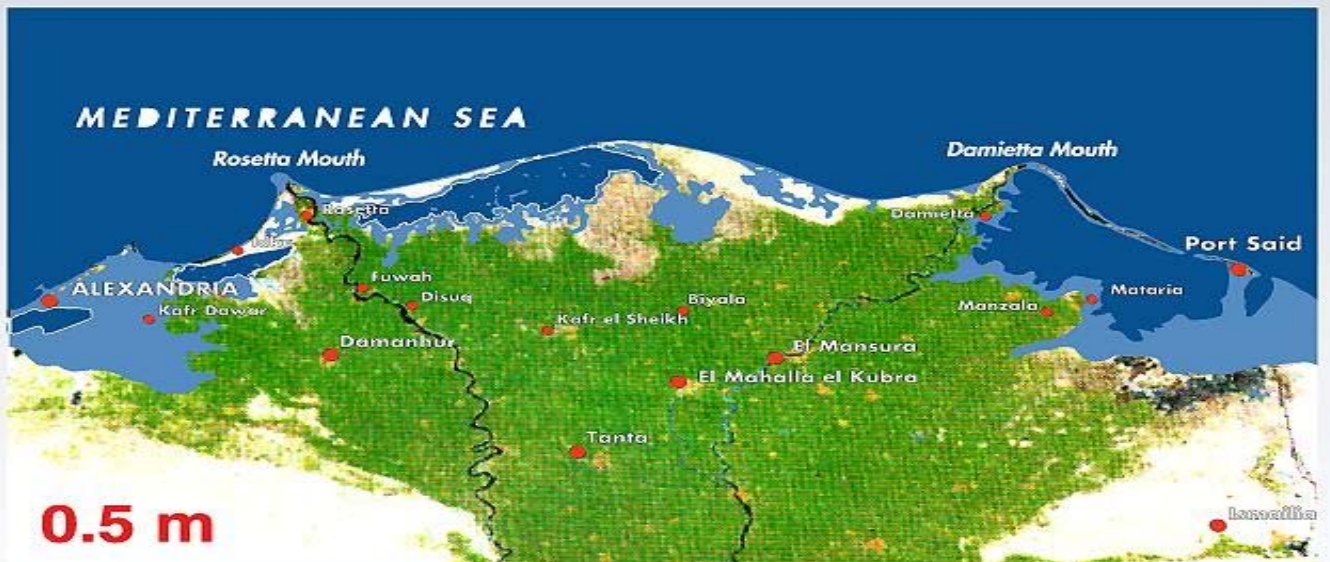 MEDITERRANEAN SEA
Rosetta Mouth
Damietta Mouth
Rosetta
Damietta
Port Said
Fuwah
ALEXANDRIA
Disuq
Biyala
Manzala
Mataria
Kafr Dawar
Kafr el Sheikh
Damanhur
El Mansura
El Mahalla el Kubra
Tanta
0.5 m
Ismailia